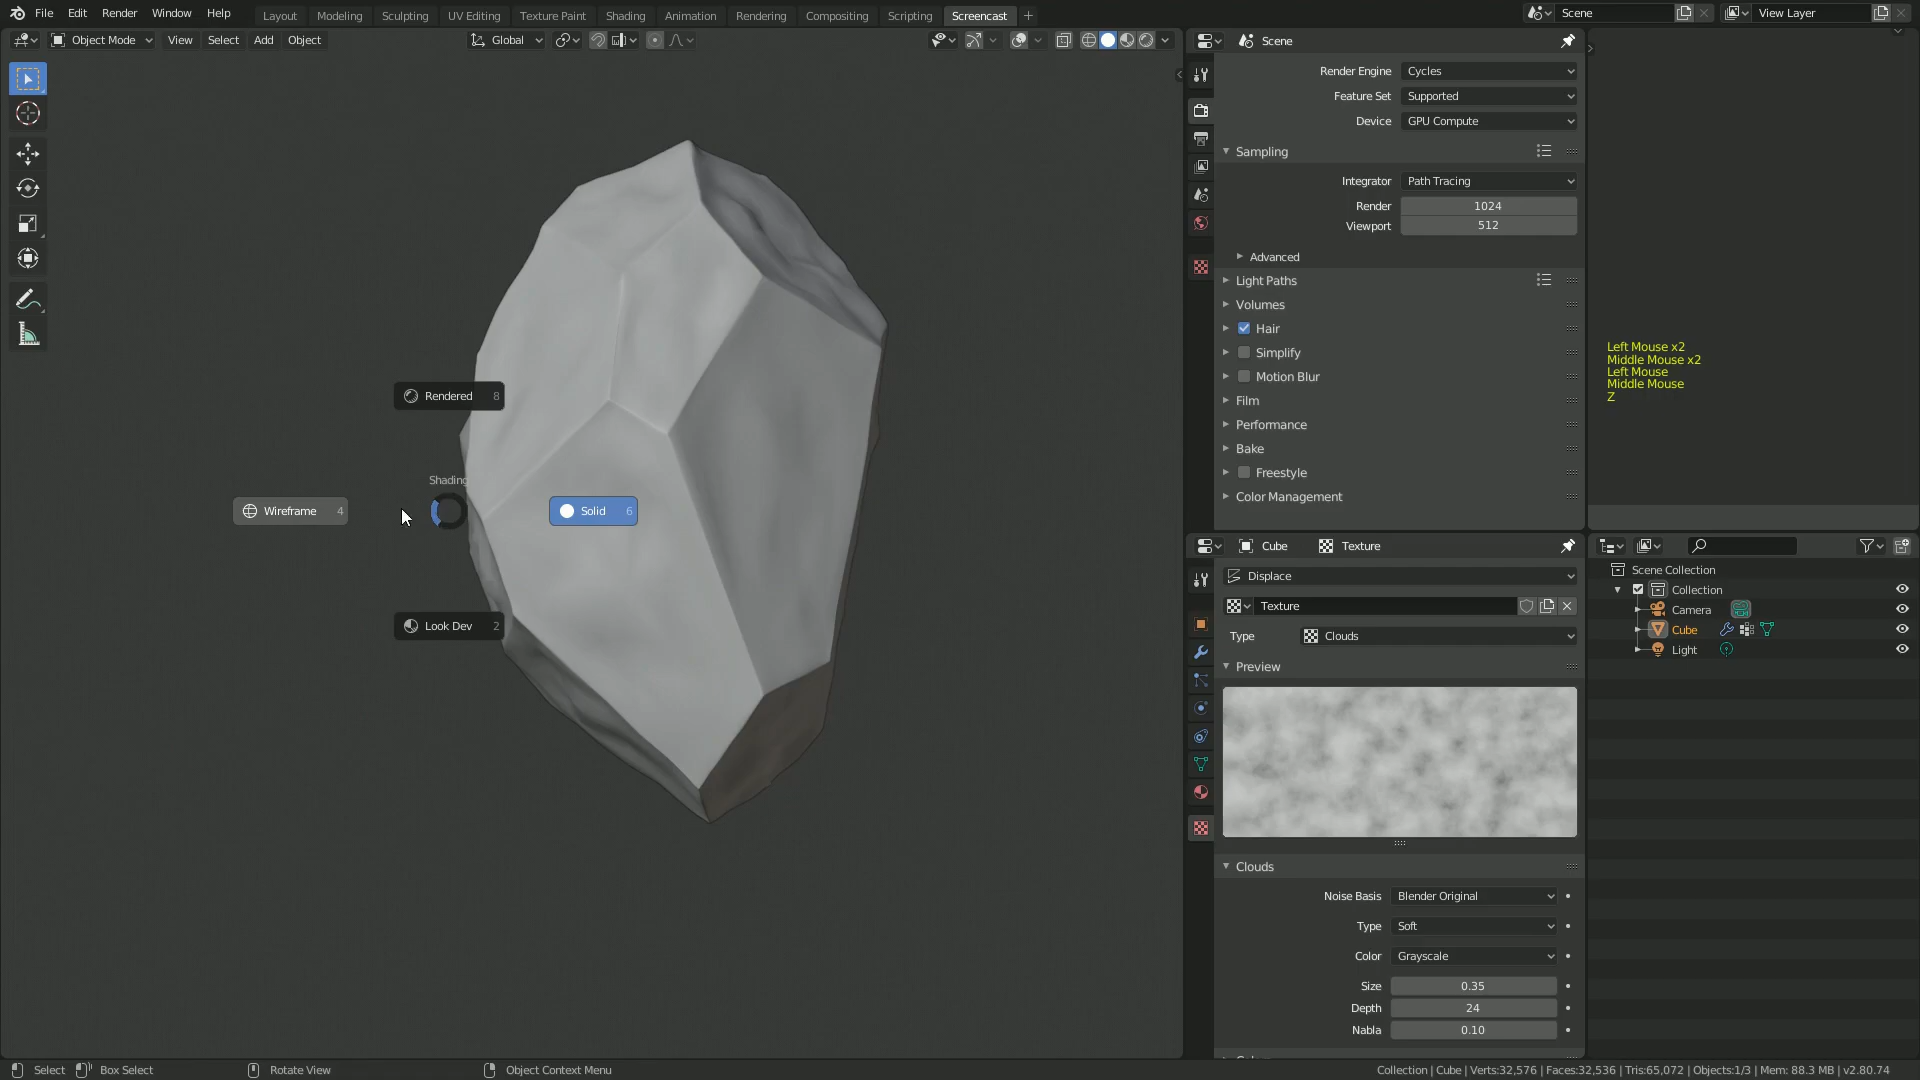 File Edit Render Window Help Layout Modeling Sculpting UV Editing Texture Paint Shading Animation Rendering Compositing Scripting Screencast Scene View Layer
Object Mode View Select Add Object Global
Scene
Render Engine Cycles
Feature Set Supported
Device GPU Compute
Sampling
Integrator Path Tracing
Render 1024
Viewport 512
Advanced
Light Paths
Volumes
Hair
Simplify
Motion Blur
Film
Performance
Bake
Freestyle
Color Management
Left Mouse x2
Middle Mouse x2
Left Mouse
Middle Mouse
Z
Rendered 8
Shading
Wireframe 4
Solid 6
Look Dev 2
Cube Texture
Displace
Texture
Type Clouds
Preview
Clouds
Noise Basis Blender Original
Type Soft
Color Grayscale
Size 0.35
Depth 24
Nabla 0.10
Scene Collection
Collection
Camera
Cube
Light
Select Box Select Rotate View Object Context Menu Collection | Cube | Verts:32,576 | Faces:32,536 | Tris:65,072 | Objects:1/3 | Mem: 88.3 MB | v2.80.74